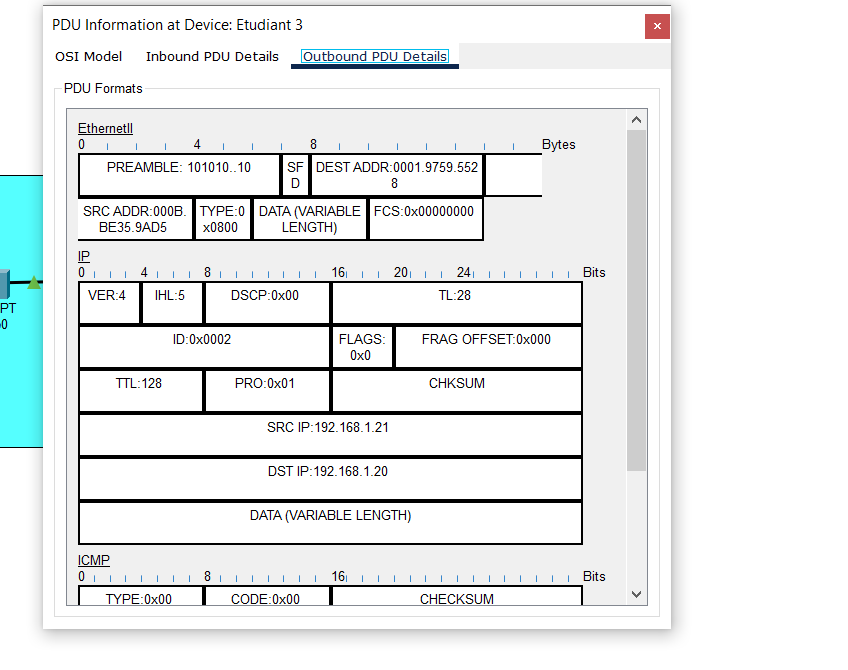 PDU Information at Device: Etudiant 3
×
OSI Model Inbound PDU Details Outbound PDU Details
PDU Formats
EthernetII
0 4 8 Bytes
PREAMBLE: 101010..10 SF DEST ADDR:0001.9759.552
D 8
SRC ADDR:000B. TYPE:0 DATA (VARIABLE FCS:0x00000000
BE35.9AD5 x0800 LENGTH)
IP
0 4 8 16 20 24 Bits
VER:4 IHL:5 DSCP:0x00 TL:28
ID:0x0002 FLAGS: FRAG OFFSET:0x000
0x0
TTL:128 PRO:0x01 CHKSUM
PT
SRC IP:192.168.1.21
DST IP:192.168.1.20
DATA (VARIABLE LENGTH)
ICMP
0 8 16 Bits
TYPE:0x00 CODE:0x00 CHECKSUM